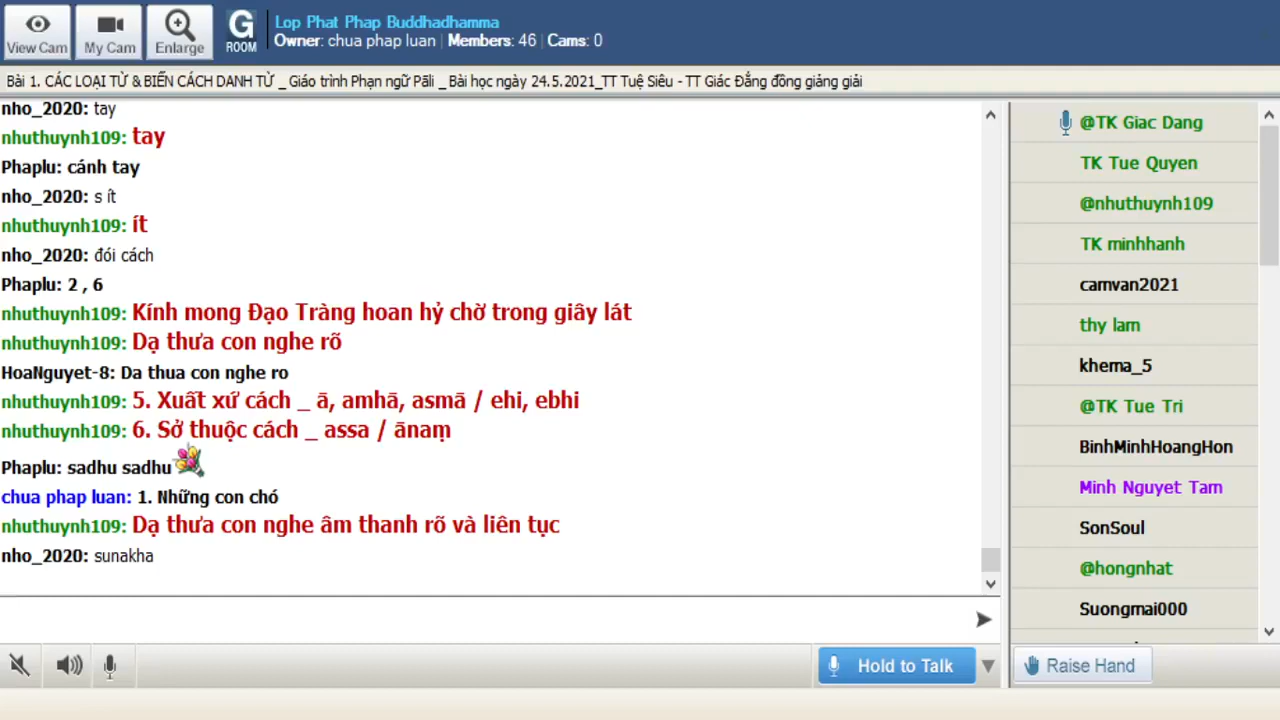 View Cam
My Cam
Enlarge
G
ROOM
Lop Phat Phap Buddhadhamma
Owner: chua phap luan | Members: 46 | Cams: 0
Bài 1. CÁC LOẠI TỪ & BIẾN CÁCH DANH TỪ _ Giáo trình Phạn ngữ Pāli _ Bài học ngày 24.5.2021_TT Tuệ Siêu - TT Giác Đẳng đồng giảng giải
nho_2020: tay
nhuthuynh109: tay
Phaplu: cánh tay
nho_2020: s ít
nhuthuynh109: ít
nho_2020: đói cách
Phaplu: 2 , 6
nhuthuynh109: Kính mong Đạo Tràng hoan hỷ chờ trong giây lát
nhuthuynh109: Dạ thưa con nghe rõ
HoaNguyet-8: Da thua con nghe ro
nhuthuynh109: 5. Xuất xứ cách _ ā, amhā, asmā / ehi, ebhi
nhuthuynh109: 6. Sở thuộc cách _ assa / ānaṃ
Phaplu: sadhu sadhu
chua phap luan: 1. Những con chó
nhuthuynh109: Dạ thưa con nghe âm thanh rõ và liên tục
nho_2020: sunakha
@TK Giac Dang
TK Tue Quyen
@nhuthuynh109
TK minhhanh
camvan2021
thy lam
khema_5
@TK Tue Tri
BinhMinhHoangHon
Minh Nguyet Tam
SonSoul
@hongnhat
Suongmai000
Hold to Talk
Raise Hand